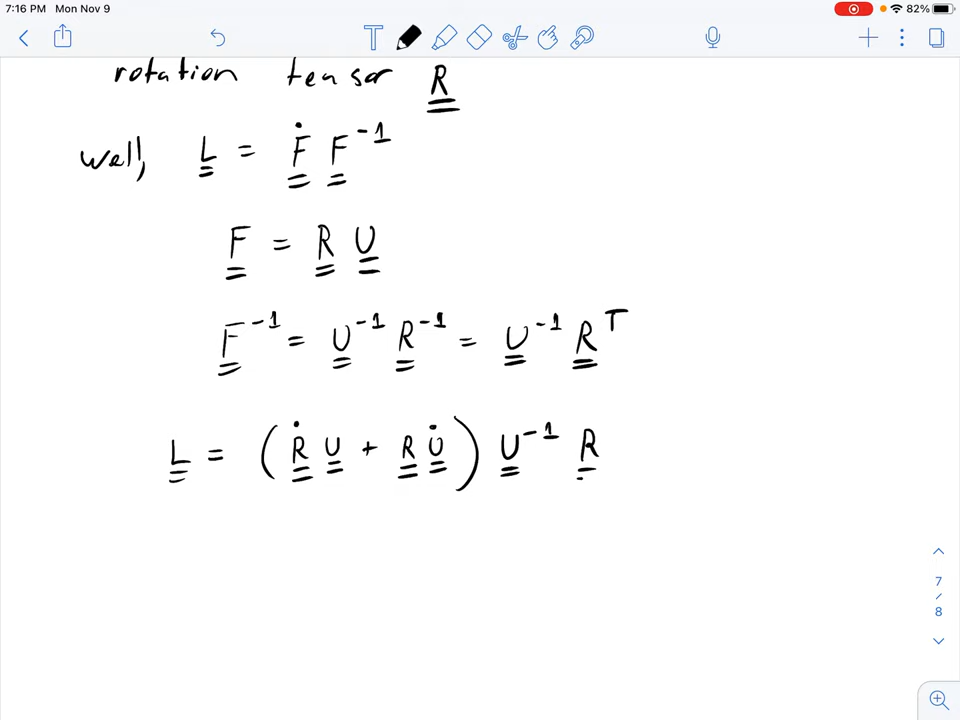 7:16 PM Mon Nov 9 82%
T
rotation tensor R
well, L = Ḟ F⁻¹
F = R U
F⁻¹ = U⁻¹ R⁻¹ = U⁻¹ Rᵀ
L = (Ṙ U + R U̇) U⁻¹ R
7
/
8